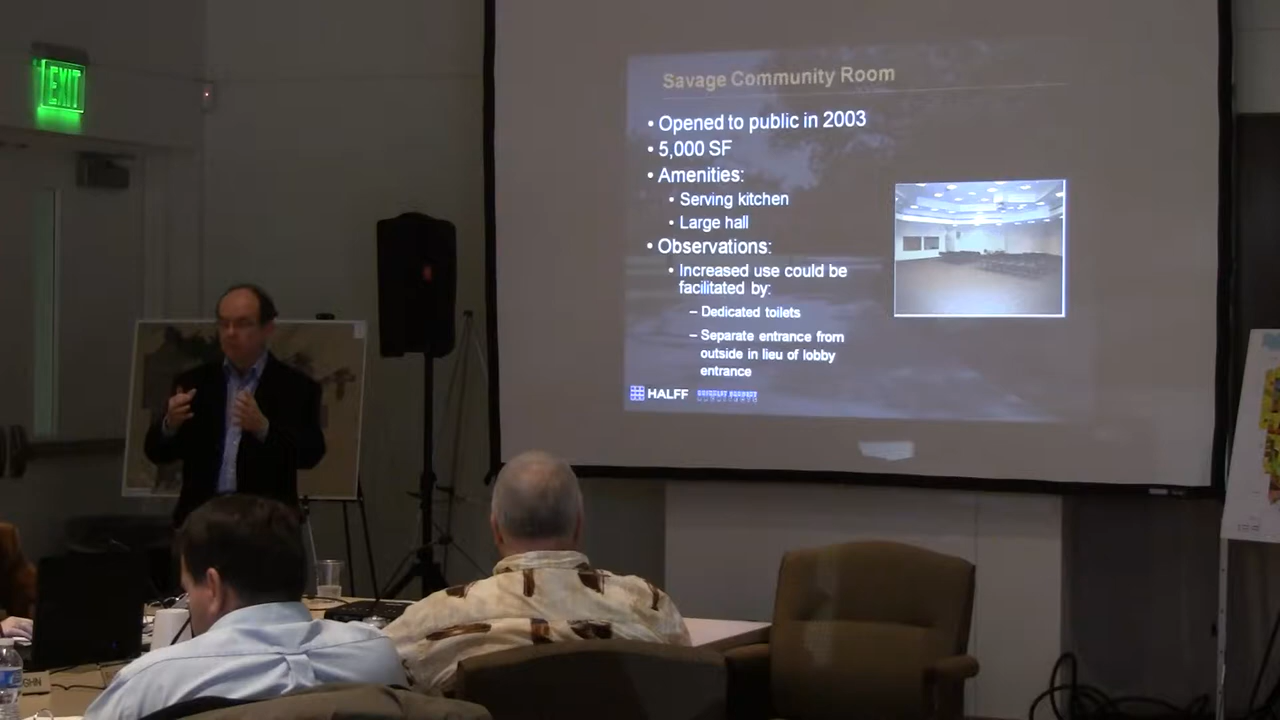 EXIT
Savage Community Room
• Opened to public in 2003
• 5,000 SF
• Amenities:
• Serving kitchen
• Large hall
• Observations:
• Increased use could be
facilitated by:
– Dedicated toilets
– Separate entrance from
outside in lieu of lobby
entrance
HALFF